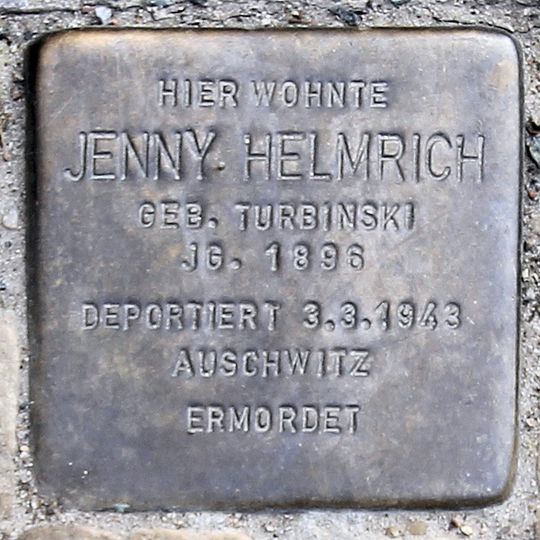 HIER WOHNTE
JENNY HELMRICH
GEB. TURBINSKI
JG. 1896
DEPORTIERT 3.3.1943
AUSCHWITZ
ERMORDET